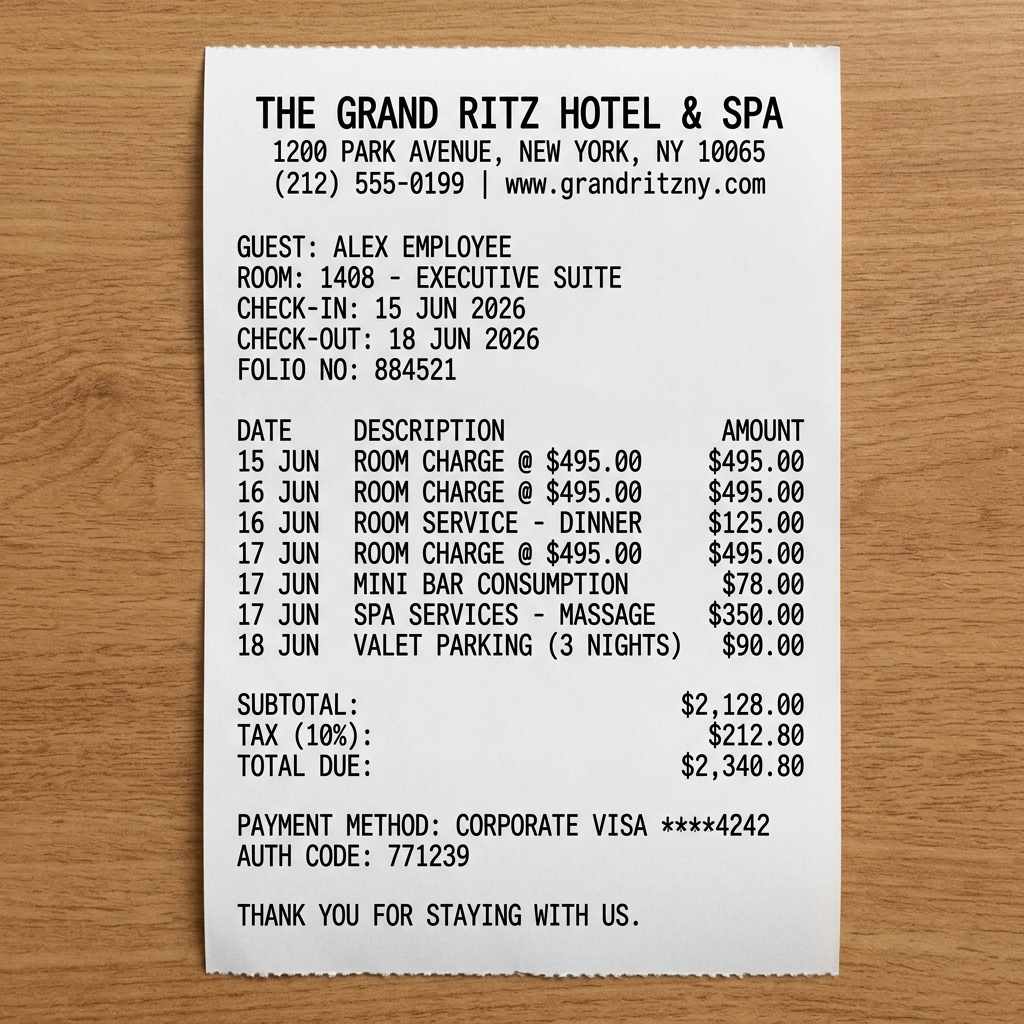 THE GRAND RITZ HOTEL & SPA
1200 PARK AVENUE, NEW YORK, NY 10065
(212) 555-0199 | www.grandritzny.com
GUEST: ALEX EMPLOYEE
ROOM: 1408 - EXECUTIVE SUITE
CHECK-IN: 15 JUN 2026
CHECK-OUT: 18 JUN 2026
FOLIO NO: 884521
DATE DESCRIPTION AMOUNT
15 JUN ROOM CHARGE @ $495.00 $495.00
16 JUN ROOM CHARGE @ $495.00 $495.00
16 JUN ROOM SERVICE - DINNER $125.00
17 JUN ROOM CHARGE @ $495.00 $495.00
17 JUN MINI BAR CONSUMPTION $78.00
17 JUN SPA SERVICES - MASSAGE $350.00
18 JUN VALET PARKING (3 NIGHTS) $90.00
SUBTOTAL: $2,128.00
TAX (10%): $212.80
TOTAL DUE: $2,340.80
PAYMENT METHOD: CORPORATE VISA ****4242
AUTH CODE: 771239
THANK YOU FOR STAYING WITH US.